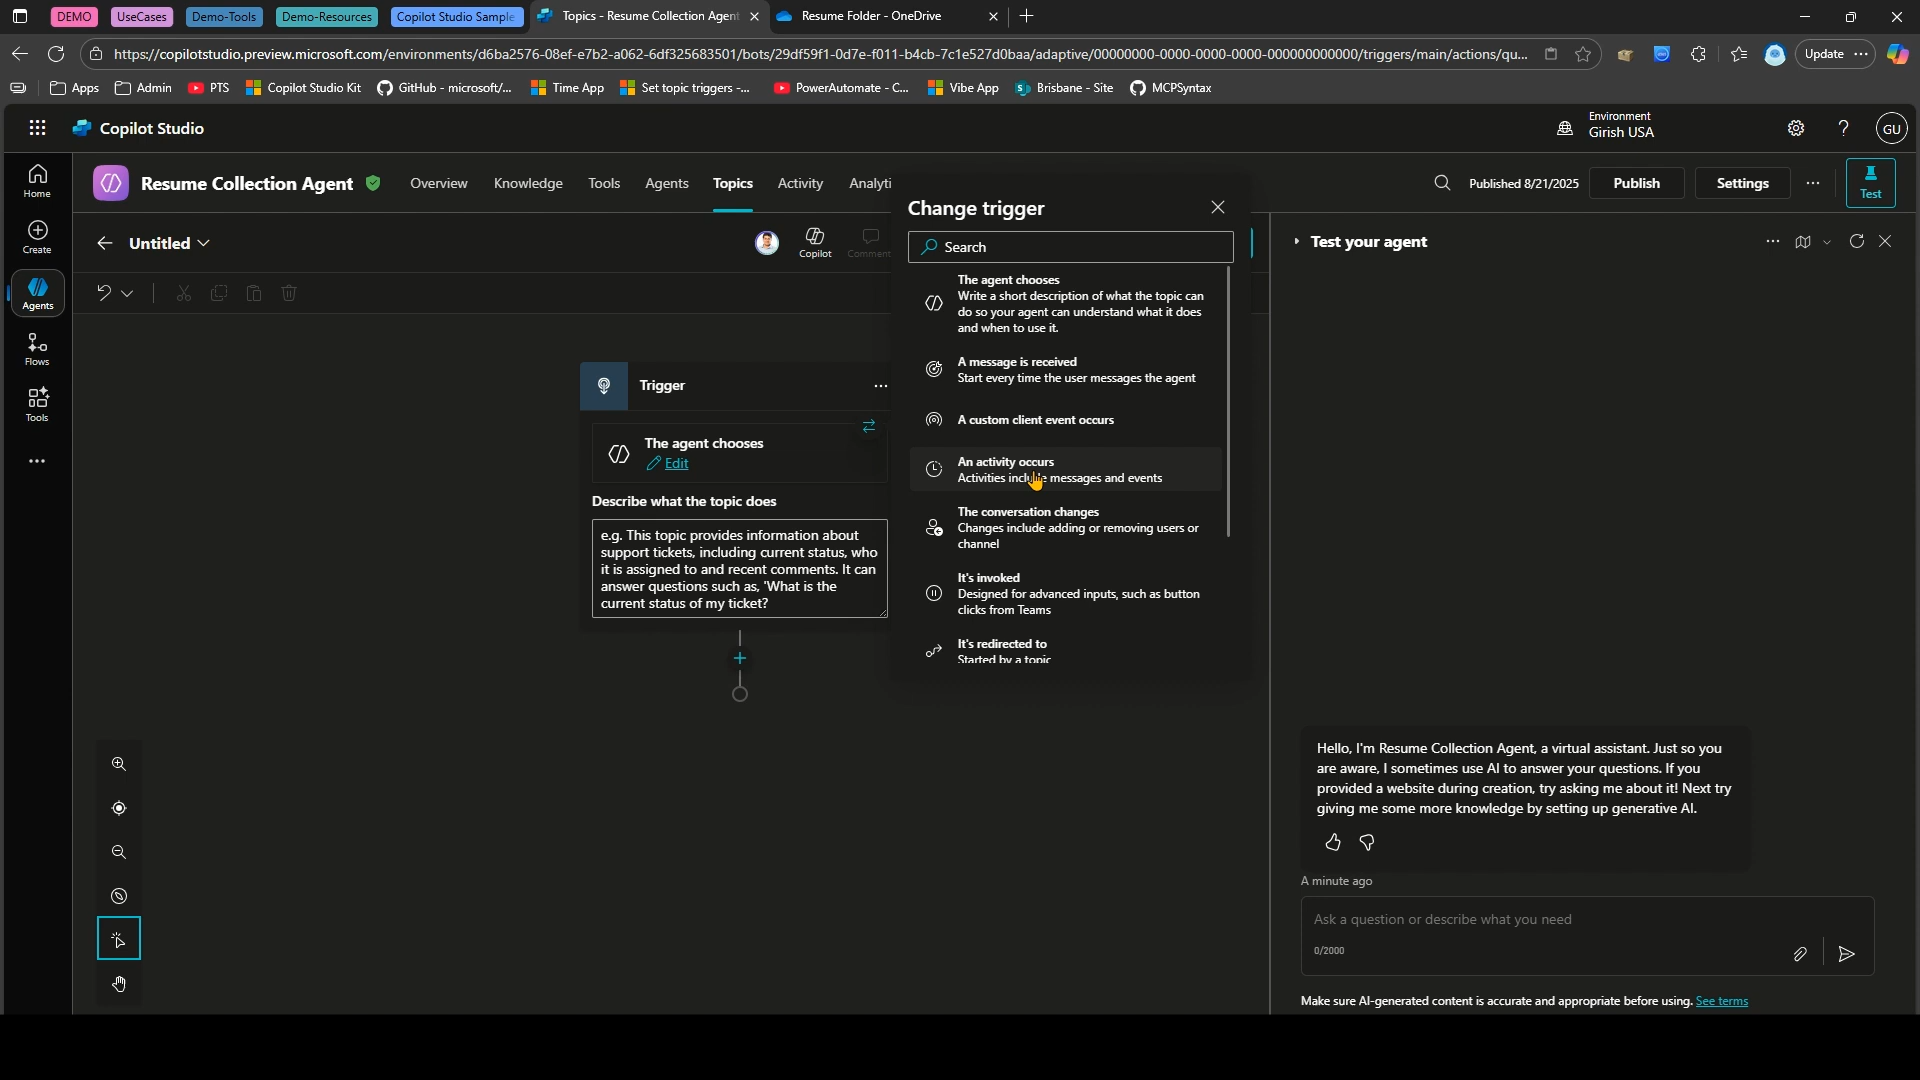 DEMO
UseCases
Demo-Tools
Demo-Resources
Copilot Studio Sample
Topics - Resume Collection Agent
Resume Folder - OneDrive
https://copilotstudio.preview.microsoft.com/environments/d6ba2576-08ef-e7b2-a062-6df325683501/bots/29df59f1-0d7e-f011-b4cb-7c1e527d0baa/adaptive/00000000-0000-0000-0000-000000000000/triggers/main/actions/qu...
Update
Apps
Admin
PTS
Copilot Studio Kit
GitHub - microsoft/...
Time App
Set topic triggers -...
PowerAutomate - C...
Vibe App
Brisbane - Site
MCPSyntax
Copilot Studio
Environment
Girish USA
GU
Home
Create
Agents
Flows
Tools
Resume Collection Agent
Overview
Knowledge
Tools
Agents
Topics
Activity
Analyti
Published 8/21/2025
Publish
Settings
Test
Untitled
Copilot
Commen
Trigger
The agent chooses
Edit
Describe what the topic does
e.g. This topic provides information about
support tickets, including current status, who
it is assigned to and recent comments. It can
answer questions such as, 'What is the
current status of my ticket?
Change trigger
Search
The agent chooses
Write a short description of what the topic can
do so your agent can understand what it does
and when to use it.
A message is received
Start every time the user messages the agent
A custom client event occurs
An activity occurs
Activities include messages and events
The conversation changes
Changes include adding or removing users or
channel
It's invoked
Designed for advanced inputs, such as button
clicks from Teams
It's redirected to
Started by a topic
Test your agent
Hello, I'm Resume Collection Agent, a virtual assistant. Just so you
are aware, I sometimes use AI to answer your questions. If you
provided a website during creation, try asking me about it! Next try
giving me some more knowledge by setting up generative AI.
A minute ago
Ask a question or describe what you need
0/2000
Make sure AI-generated content is accurate and appropriate before using. See terms